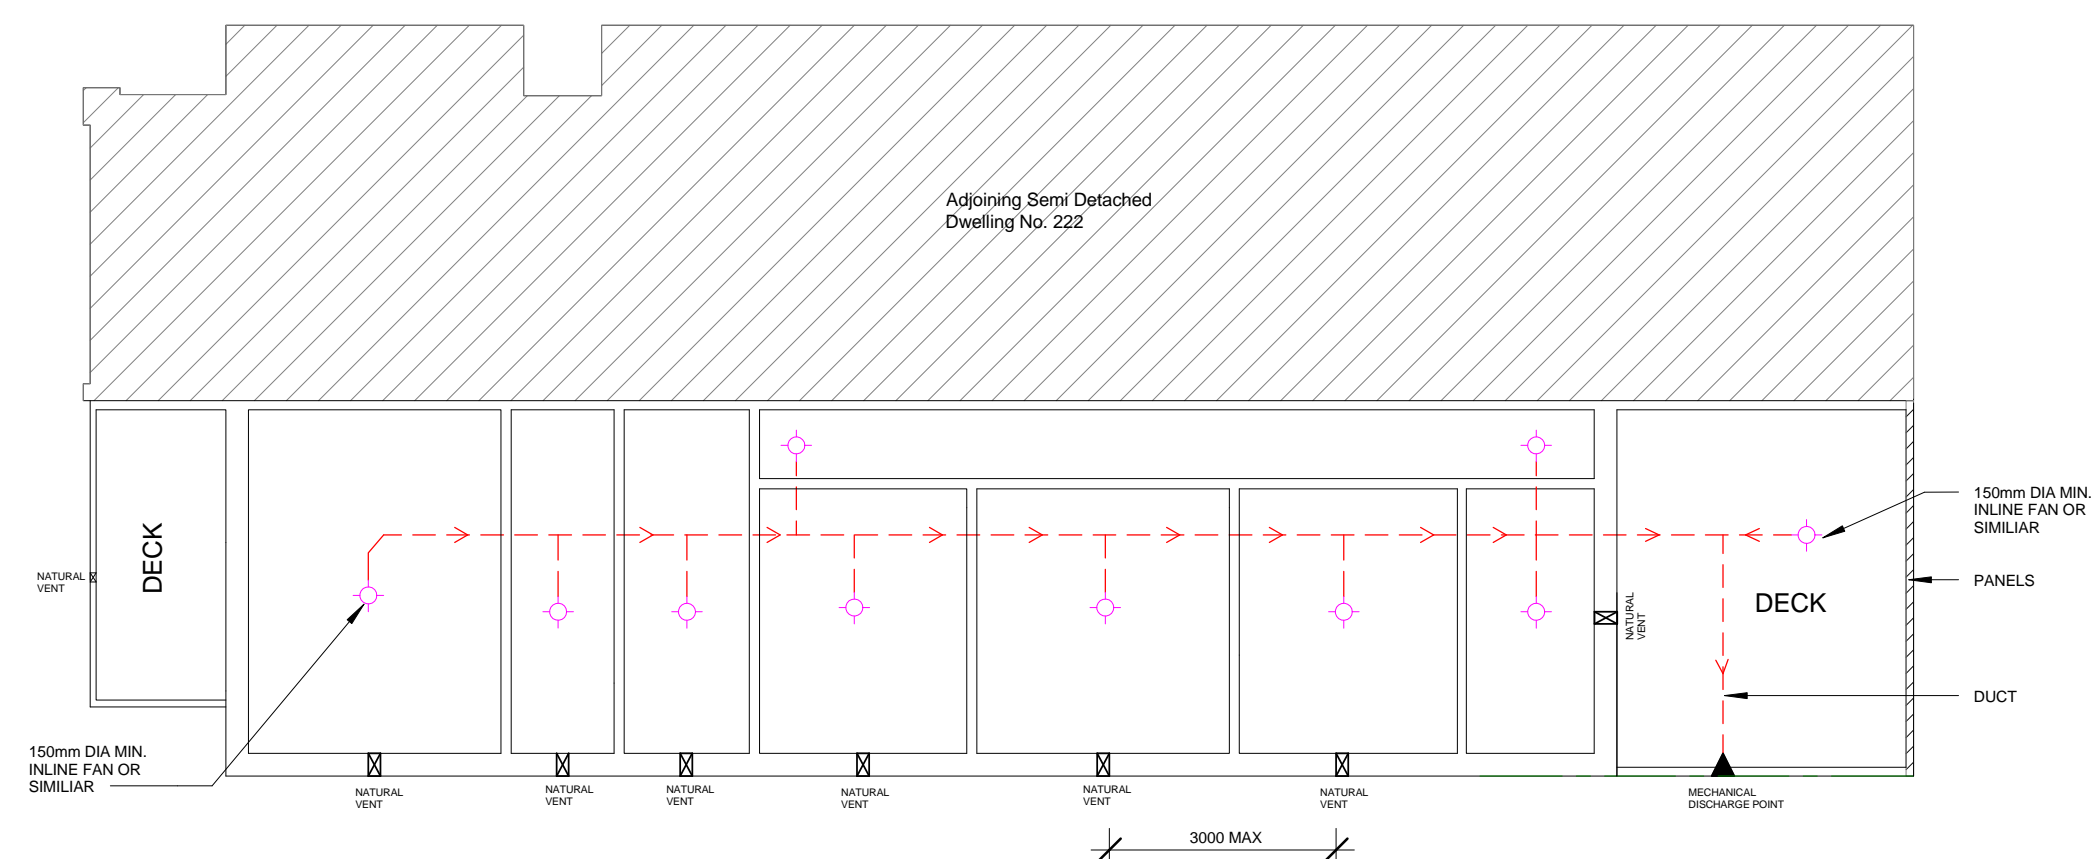 Adjoining Semi Detached
Dwelling No. 222
DECK
NATURAL
VENT
150mm DIA MIN.
INLINE FAN OR
SIMILIAR
PANELS
DECK
NATURAL
VENT
DUCT
150mm DIA MIN.
INLINE FAN OR
SIMILIAR
NATURAL
VENT
NATURAL
VENT
NATURAL
VENT
NATURAL
VENT
NATURAL
VENT
NATURAL
VENT
MECHANICAL
DISCHARGE POINT
3000 MAX